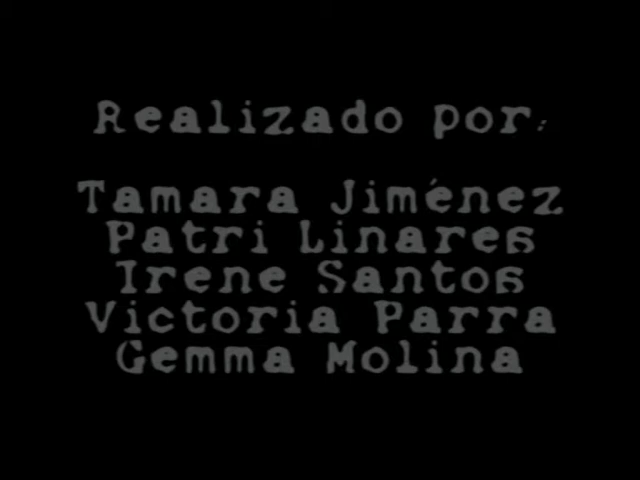 Realizado por:
Tamara Jiménez
Patri Linares
Irene Santos
Victoria Parra
Gemma Molina